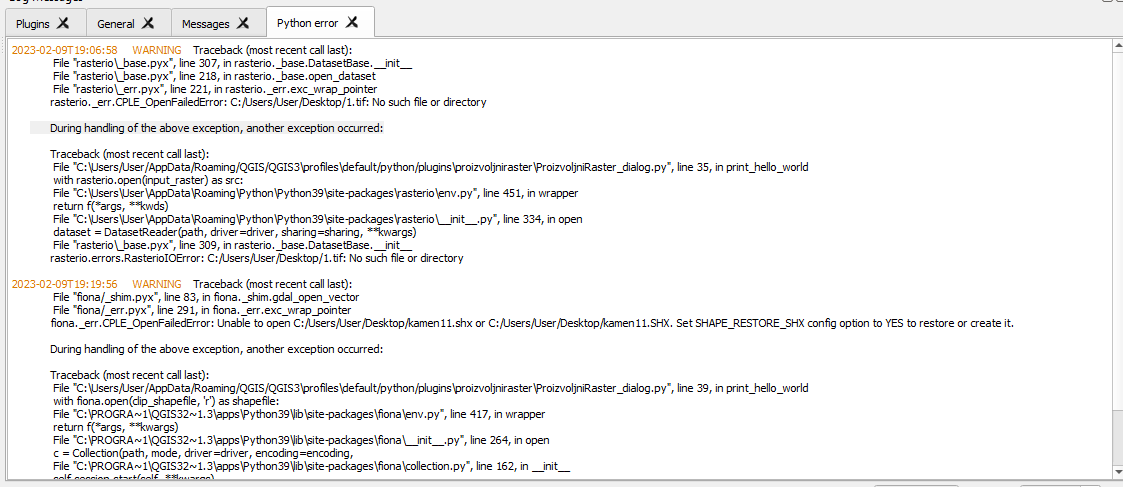 Plugins
General
Messages
Python error
2023-02-09T19:06:58 WARNING Traceback (most recent call last):
File "rasterio\_base.pyx", line 307, in rasterio._base.DatasetBase.__init__
File "rasterio\_base.pyx", line 218, in rasterio._base.open_dataset
File "rasterio\_err.pyx", line 221, in rasterio._err.exc_wrap_pointer
rasterio._err.CPLE_OpenFailedError: C:/Users/User/Desktop/1.tif: No such file or directory
During handling of the above exception, another exception occurred:
Traceback (most recent call last):
File "C:\Users/User/AppData/Roaming/QGIS/QGIS3\profiles\default/python/plugins\proizvoljniraster\ProizvoljniRaster_dialog.py", line 35, in print_hello_world
with rasterio.open(input_raster) as src:
File "C:\Users\User\AppData\Roaming\Python\Python39\site-packages\rasterio\env.py", line 451, in wrapper
return f(*args, **kwds)
File "C:\Users\User\AppData\Roaming\Python\Python39\site-packages\rasterio\__init__.py", line 334, in open
dataset = DatasetReader(path, driver=driver, sharing=sharing, **kwargs)
File "rasterio\_base.pyx", line 309, in rasterio._base.DatasetBase.__init__
rasterio.errors.RasterioIOError: C:/Users/User/Desktop/1.tif: No such file or directory
2023-02-09T19:19:56 WARNING Traceback (most recent call last):
File "fiona/_shim.pyx", line 83, in fiona._shim.gdal_open_vector
File "fiona/_err.pyx", line 291, in fiona._err.exc_wrap_pointer
fiona._err.CPLE_OpenFailedError: Unable to open C:/Users/User/Desktop/kamen11.shx or C:/Users/User/Desktop/kamen11.SHX. Set SHAPE_RESTORE_SHX config option to YES to restore or create it.
During handling of the above exception, another exception occurred:
Traceback (most recent call last):
File "C:\Users/User/AppData/Roaming/QGIS/QGIS3\profiles\default/python/plugins\proizvoljniraster\ProizvoljniRaster_dialog.py", line 39, in print_hello_world
with fiona.open(clip_shapefile, 'r') as shapefile:
File "C:\PROGRA~1\QGIS32~1.3\apps\Python39\lib\site-packages\fiona\env.py", line 417, in wrapper
return f(*args, **kwargs)
File "C:\PROGRA~1\QGIS32~1.3\apps\Python39\lib\site-packages\fiona\__init__.py", line 264, in open
c = Collection(path, mode, driver=driver, encoding=encoding,
File "C:\PROGRA~1\QGIS32~1.3\apps\Python39\lib\site-packages\fiona\collection.py", line 162, in __init__